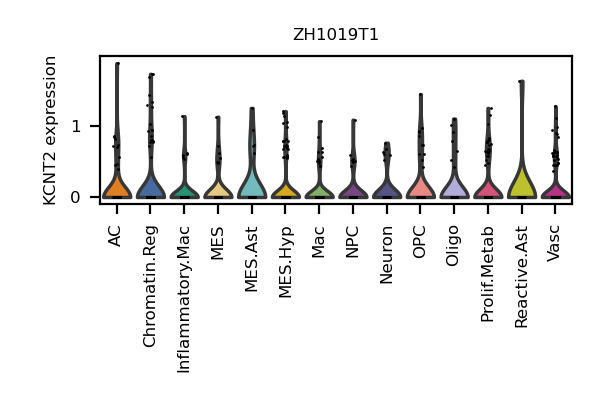 ZH1019T1
KCNT2 expression
1
0
AC
Chromatin.Reg
Inflammatory.Mac
MES
MES.Ast
MES.Hyp
Mac
NPC
Neuron
OPC
Oligo
Prolif.Metab
Reactive.Ast
Vasc